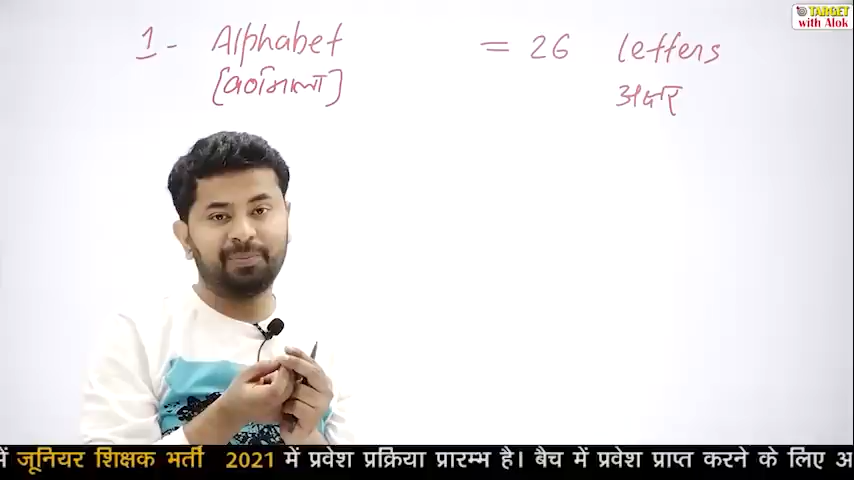 TARGET
with Alok
1 - Alphabet = 26 letters
[वर्णमाला] अक्षर
में जूनियर शिक्षक भर्ती 2021 में प्रवेश प्रक्रिया प्रारम्भ है। बैच में प्रवेश प्राप्त करने के लिए अ